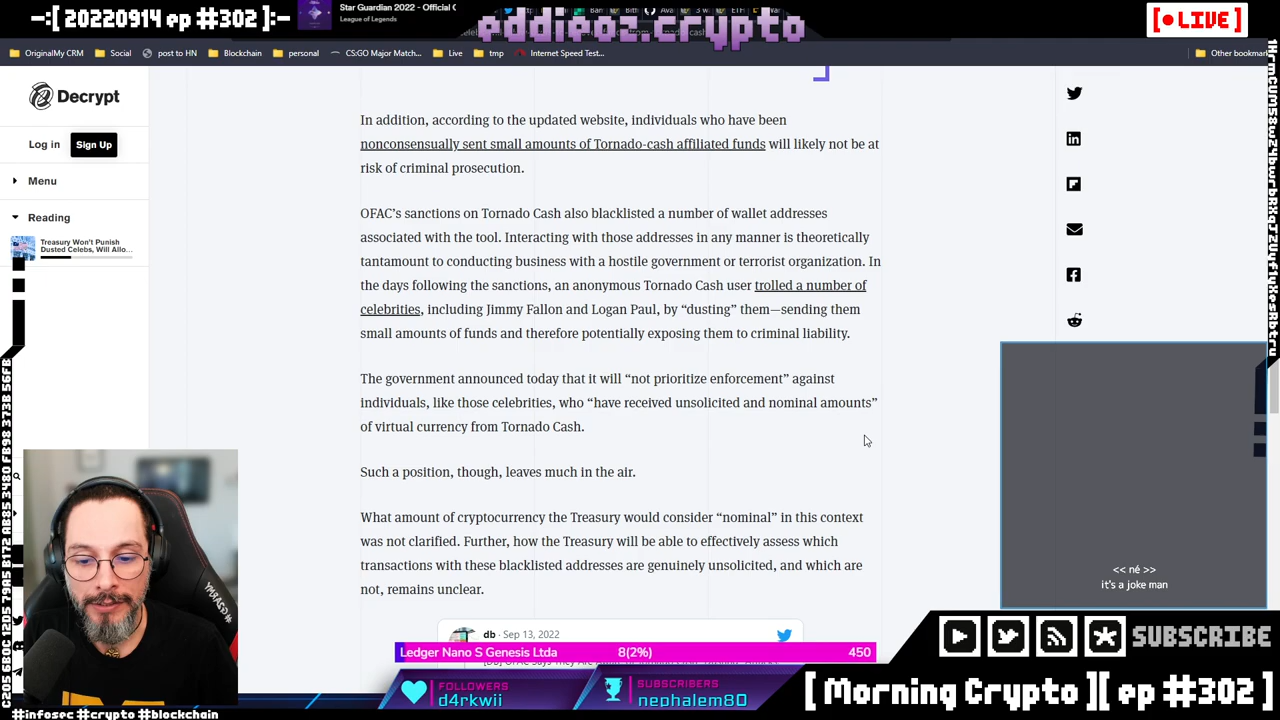 -:[ 20220914 ep #302 ]:-
Star Guardian 2022 - Official
League of Legends
eddieoz.crypto
[ ● LIVE ]
OriginalMy CRM
Social
post to HN
Blockchain
personal
CS:GO Major Match...
Live
tmp
Internet Speed Test...
Other bookmar
Decrypt
Log in
Sign Up
Menu
Reading
Treasury Won't Punish
Dusted Celebs, Will Allo...
In addition, according to the updated website, individuals who have been
nonconsensually sent small amounts of Tornado-cash affiliated funds will likely not be at
risk of criminal prosecution.
OFAC's sanctions on Tornado Cash also blacklisted a number of wallet addresses
associated with the tool. Interacting with those addresses in any manner is theoretically
tantamount to conducting business with a hostile government or terrorist organization. In
the days following the sanctions, an anonymous Tornado Cash user trolled a number of
celebrities, including Jimmy Fallon and Logan Paul, by “dusting” them—sending them
small amounts of funds and therefore potentially exposing them to criminal liability.
The government announced today that it will “not prioritize enforcement” against
individuals, like those celebrities, who “have received unsolicited and nominal amounts”
of virtual currency from Tornado Cash.
Such a position, though, leaves much in the air.
What amount of cryptocurrency the Treasury would consider “nominal” in this context
was not clarified. Further, how the Treasury will be able to effectively assess which
transactions with these blacklisted addresses are genuinely unsolicited, and which are
not, remains unclear.
db · Sep 13, 2022
<< né >>
it's a joke man
Ledger Nano S Genesis Ltda 8(2%) 450
FOLLOWERS
d4rkwii
SUBSCRIBERS
nephalem80
SUBSCRIBE
[ Morning Crypto ][ ep #302 ]
#infosec #crypto #blockchain